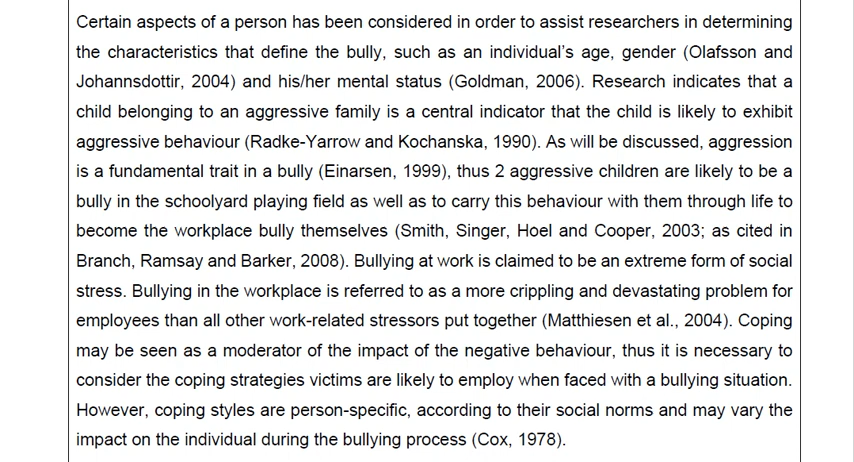 Certain aspects of a person has been considered in order to assist researchers in determining
the characteristics that define the bully, such as an individual's age, gender (Olafsson and
Johannsdottir, 2004) and his/her mental status (Goldman, 2006). Research indicates that a
child belonging to an aggressive family is a central indicator that the child is likely to exhibit
aggressive behaviour (Radke-Yarrow and Kochanska, 1990). As will be discussed, aggression
is a fundamental trait in a bully (Einarsen, 1999), thus 2 aggressive children are likely to be a
bully in the schoolyard playing field as well as to carry this behaviour with them through life to
become the workplace bully themselves (Smith, Singer, Hoel and Cooper, 2003; as cited in
Branch, Ramsay and Barker, 2008). Bullying at work is claimed to be an extreme form of social
stress. Bullying in the workplace is referred to as a more crippling and devastating problem for
employees than all other work-related stressors put together (Matthiesen et al., 2004). Coping
may be seen as a moderator of the impact of the negative behaviour, thus it is necessary to
consider the coping strategies victims are likely to employ when faced with a bullying situation.
However, coping styles are person-specific, according to their social norms and may vary the
impact on the individual during the bullying process (Cox, 1978).